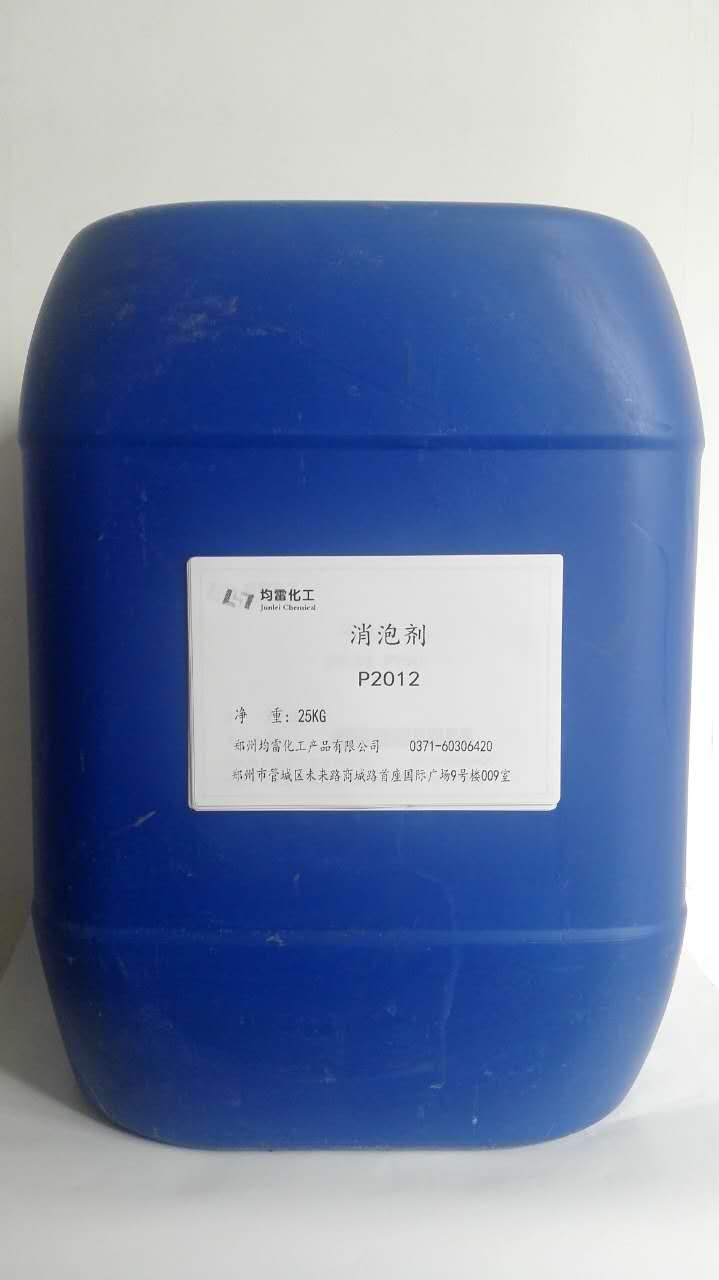 均雷化工
Junlei Chemical
消泡剂
P2012
净 重: 25KG
郑州均雷化工产品有限公司 0371-60306420
郑州市管城区未来路商城路首座国际广场9号楼009室